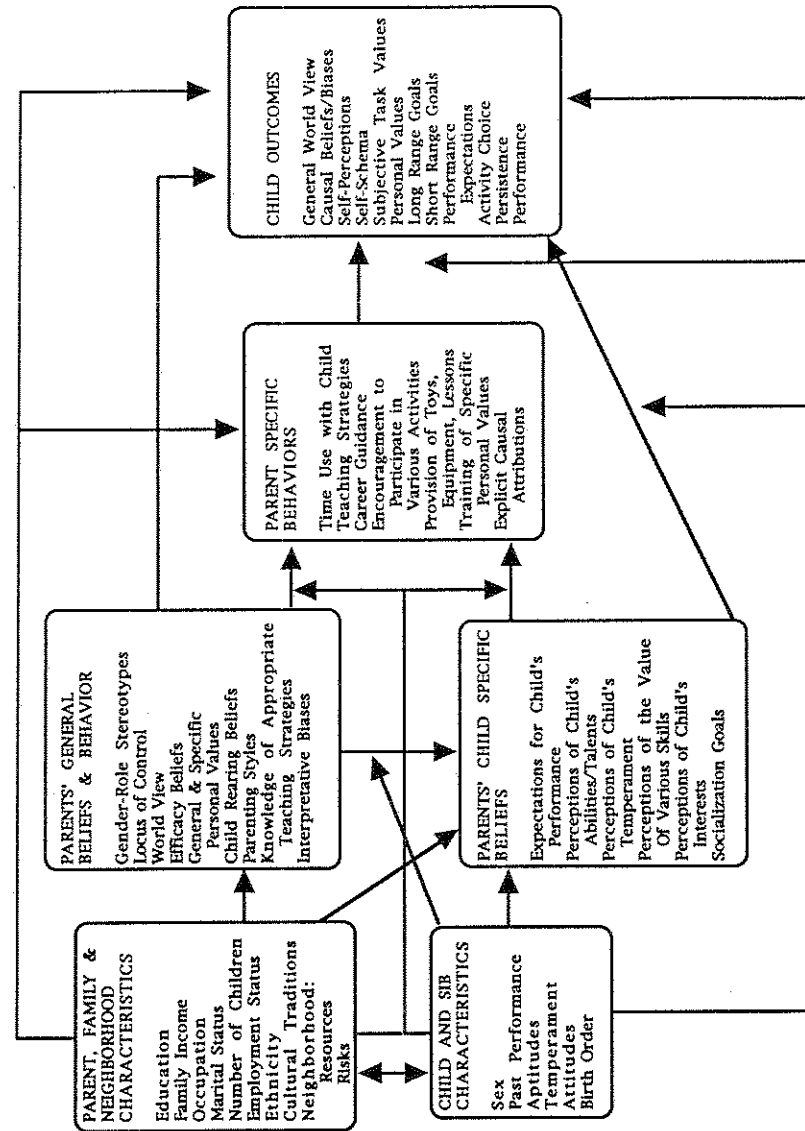 PARENT, FAMILY &
NEIGHBORHOOD
CHARACTERISTICS
Education
Family Income
Occupation
Marital Status
Number of Children
Employment Status
Ethnicity
Cultural Traditions
Neighborhood:
Resources
Risks
CHILD AND SIB
CHARACTERISTICS
Sex
Past Performance
Aptitudes
Temperament
Attitudes
Birth Order
PARENTS' GENERAL
BELIEFS & BEHAVIOR
Gender-Role Stereotypes
Locus of Control
World View
Efficacy Beliefs
General & Specific
Personal Values
Child Rearing Beliefs
Parenting Styles
Knowledge of Appropriate
Teaching Strategies
Interpretative Biases
PARENTS' CHILD SPECIFIC
BELIEFS
Expectations for Child's
Performance
Perceptions of Child's
Abilities/Talents
Perceptions of Child's
Temperament
Perceptions of the Value
Of Various Skills
Perceptions of Child's
Interests
Socialization Goals
PARENT SPECIFIC
BEHAVIORS
Time Use with Child
Teaching Strategies
Career Guidance
Encouragement to
Participate in
Various Activities
Provision of Toys,
Equipment, Lessons
Training of Specific
Personal Values
Explicit Causal
Attributions
CHILD OUTCOMES
General World View
Causal Beliefs/Biases
Self-Perceptions
Self-Schema
Subjective Task Values
Personal Values
Long Range Goals
Short Range Goals
Performance
Expectations
Activity Choice
Persistence
Performance